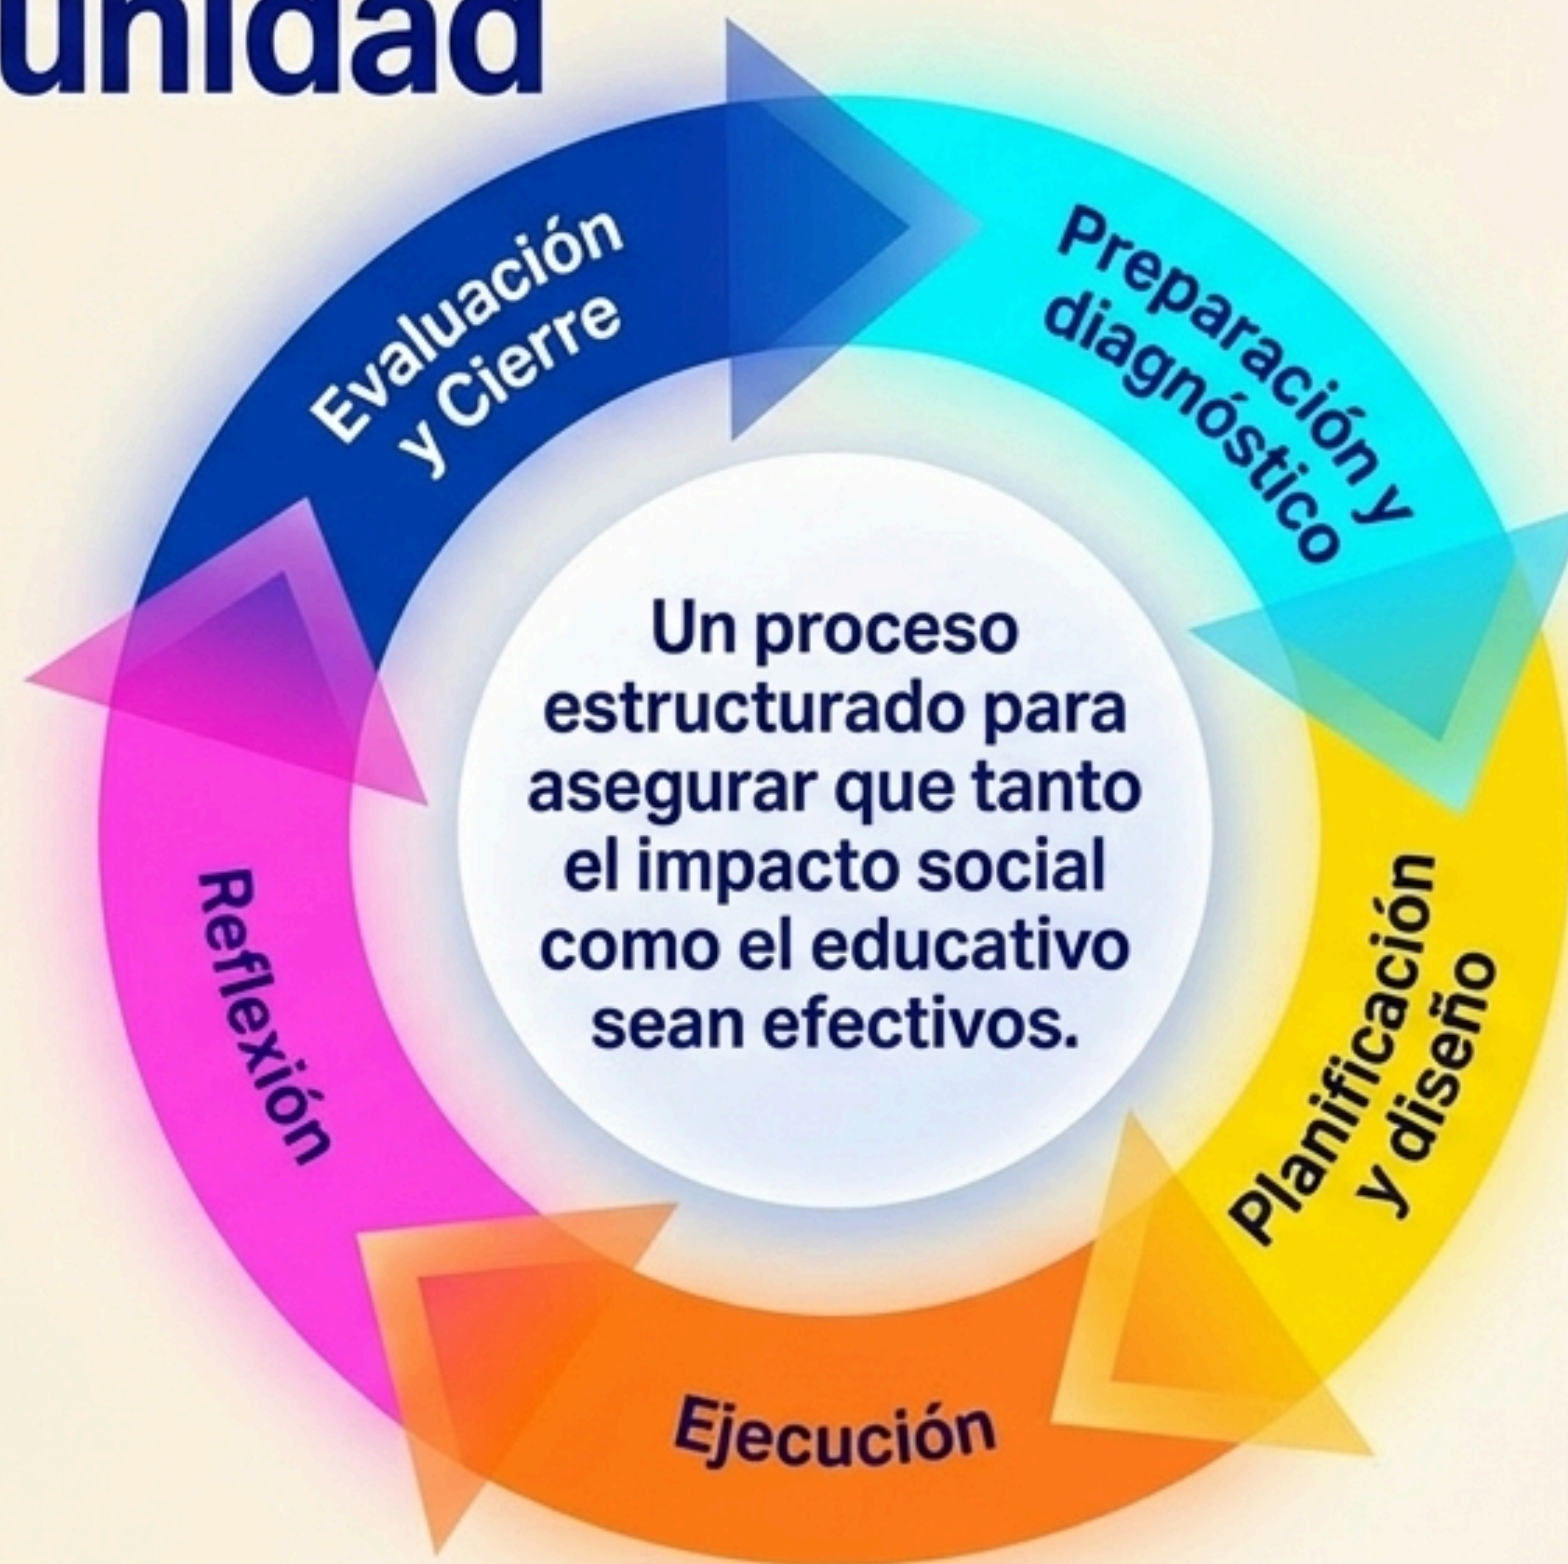 unidad
Evaluación
y Cierre
Preparación y
diagnóstico
Un proceso
estructurado para
asegurar que tanto
el impacto social
como el educativo
sean efectivos.
Planificación
y diseño
Ejecución
Reflexión